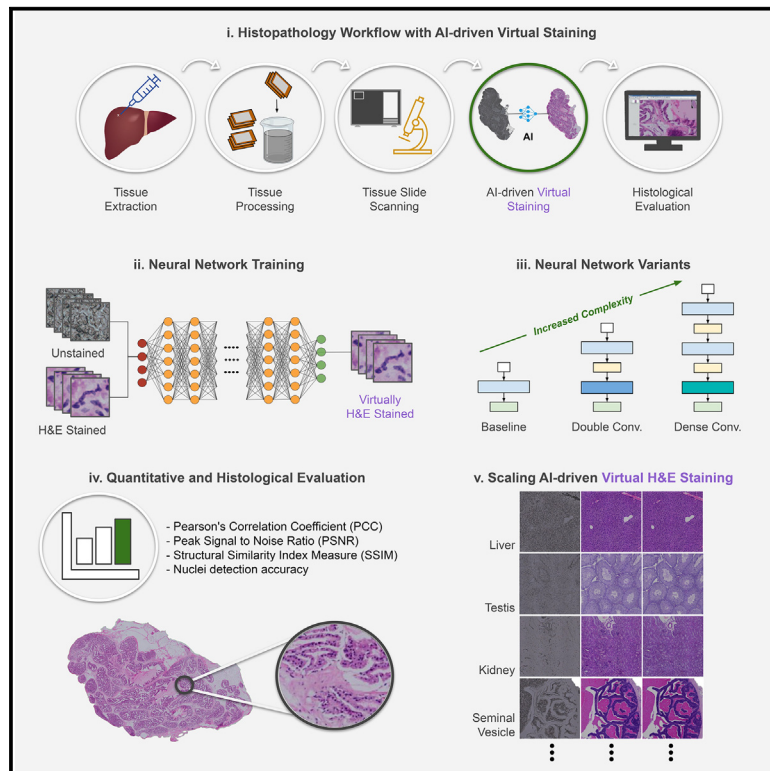 i. Histopathology Workflow with AI-driven Virtual Staining
AI
Tissue
Extraction
Tissue
Processing
Tissue Slide
Scanning
AI-driven Virtual
Staining
Histological
Evaluation
ii. Neural Network Training
Unstained
H&E Stained
Virtually
H&E Stained
iii. Neural Network Variants
Increased Complexity
Baseline
Double Conv.
Dense Conv.
iv. Quantitative and Histological Evaluation
- Pearson's Correlation Coefficient (PCC)
- Peak Signal to Noise Ratio (PSNR)
- Structural Similarity Index Measure (SSIM)
- Nuclei detection accuracy
v. Scaling AI-driven Virtual H&E Staining
Liver
Testis
Kidney
Seminal
Vesicle